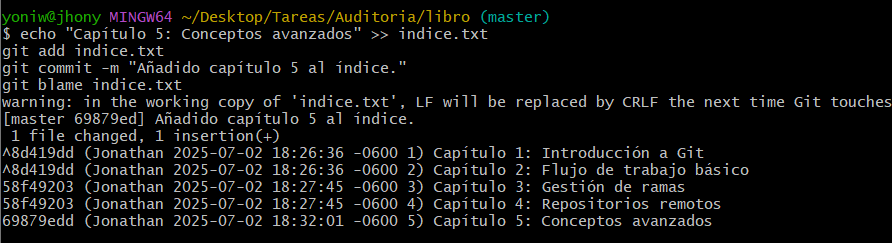 yoniw@jhony MINGW64 ~/Desktop/Tareas/Auditoria/libro (master)
$ echo "Capítulo 5: Conceptos avanzados" >> indice.txt
git add indice.txt
git commit -m "Añadido capítulo 5 al índice."
git blame indice.txt
warning: in the working copy of 'indice.txt', LF will be replaced by CRLF the next time Git touches
[master 69879ed] Añadido capítulo 5 al índice.
 1 file changed, 1 insertion(+)
^8d419dd (Jonathan 2025-07-02 18:26:36 -0600 1) Capítulo 1: Introducción a Git
^8d419dd (Jonathan 2025-07-02 18:26:36 -0600 2) Capítulo 2: Flujo de trabajo básico
58f49203 (Jonathan 2025-07-02 18:27:45 -0600 3) Capítulo 3: Gestión de ramas
58f49203 (Jonathan 2025-07-02 18:27:45 -0600 4) Capítulo 4: Repositorios remotos
69879edd (Jonathan 2025-07-02 18:32:01 -0600 5) Capítulo 5: Conceptos avanzados